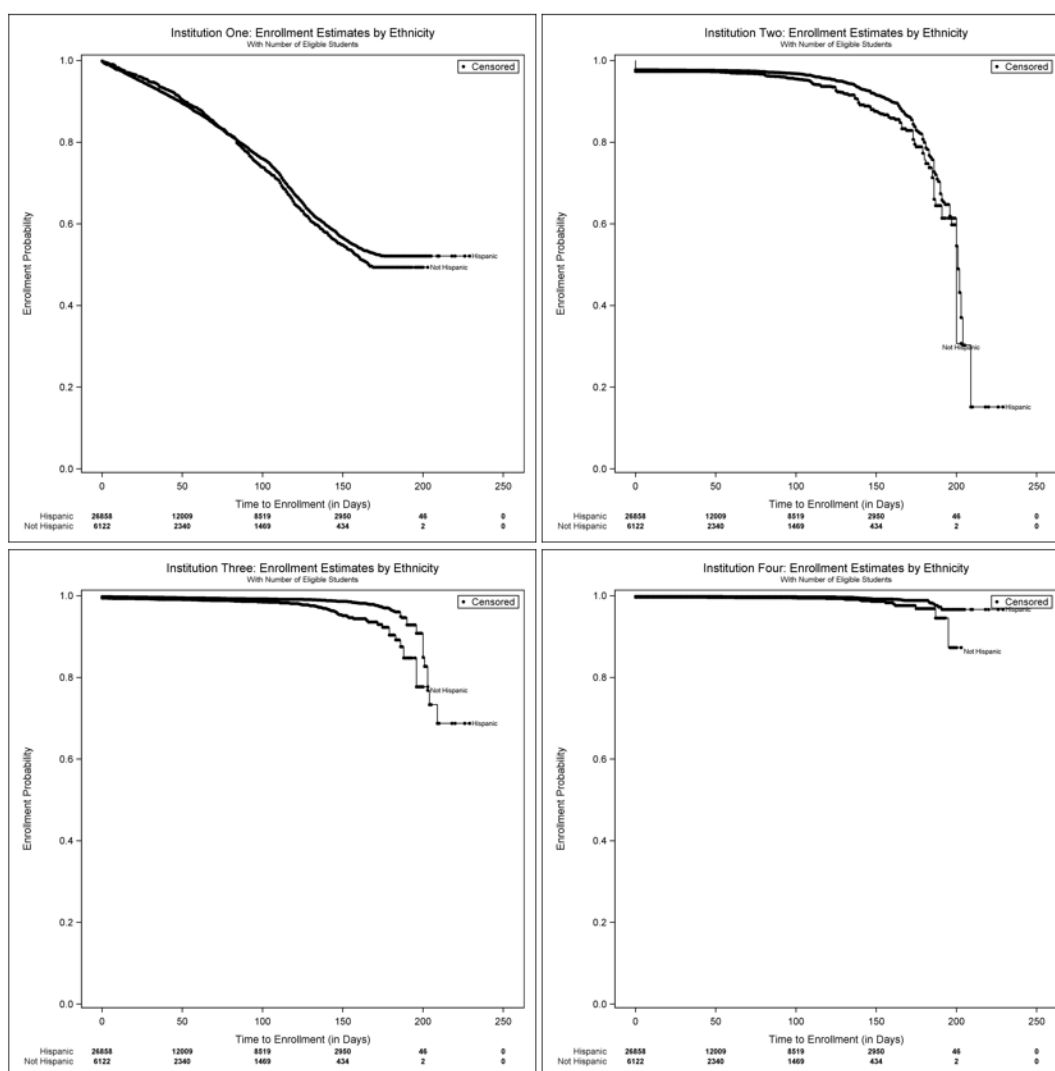 Institution One: Enrollment Estimates by Ethnicity
With Number of Eligible Students
Censored
1.0
0.8
0.6
0.4
0.2
0.0
Enrollment Probability
Hispanic
Not Hispanic
0 50 100 150 200 250
Time to Enrollment (in Days)
Hispanic 26858 12009 8519 2950 46 0
Not Hispanic 6122 2340 1469 434 2 0
Institution Two: Enrollment Estimates by Ethnicity
With Number of Eligible Students
Censored
1.0
0.8
0.6
0.4
0.2
0.0
Enrollment Probability
Not Hispanic
Hispanic
0 50 100 150 200 250
Time to Enrollment (in Days)
Hispanic 26858 12009 8519 2950 46 0
Not Hispanic 6122 2340 1469 434 2 0
Institution Three: Enrollment Estimates by Ethnicity
With Number of Eligible Students
Censored
1.0
0.8
0.6
0.4
0.2
0.0
Enrollment Probability
Not Hispanic
Hispanic
0 50 100 150 200 250
Time to Enrollment (in Days)
Hispanic 26858 12009 8519 2950 46 0
Not Hispanic 6122 2340 1469 434 2 0
Institution Four: Enrollment Estimates by Ethnicity
With Number of Eligible Students
Censored
1.0
0.8
0.6
0.4
0.2
0.0
Enrollment Probability
Hispanic
Not Hispanic
0 50 100 150 200 250
Time to Enrollment (in Days)
Hispanic 26858 12009 8519 2950 46 0
Not Hispanic 6122 2340 1469 434 2 0